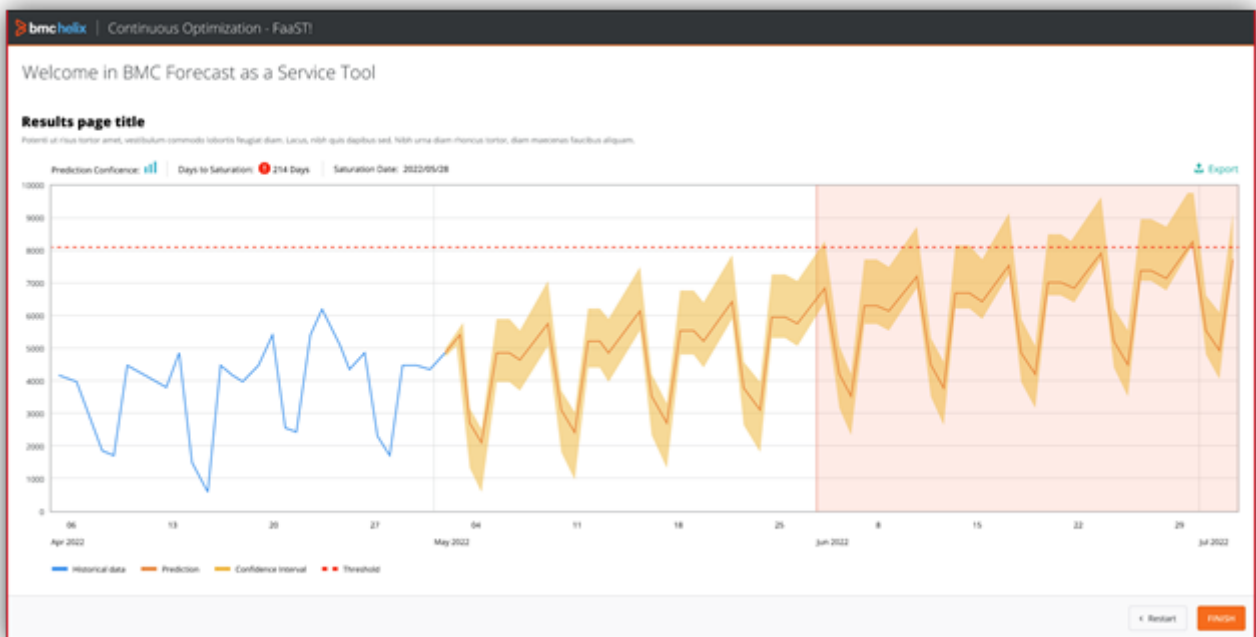 bmc helix | Continuous Optimization - FaaST!
Welcome in BMC Forecast as a Service Tool
Results page title
Potenti ut risus tortor amet, vestibulum commodo lobortis feugiat diam. Lacus, nibh quis dapibus sed. Nibh urna diam rhoncus tortor, diam maecenas faucibus aliquam.
Prediction Conficence: Days to Saturation: 214 Days Saturation Date: 2022/05/28 Export
10000
9000
8000
7000
6000
5000
4000
3000
2000
1000
0
06 13 20 27 04 11 18 25 8 15 22 29
Apr 2022 May 2022 Jun 2022 Jul 2022
Historical data Prediction Confidence Interval Threshold
< Restart FINISH